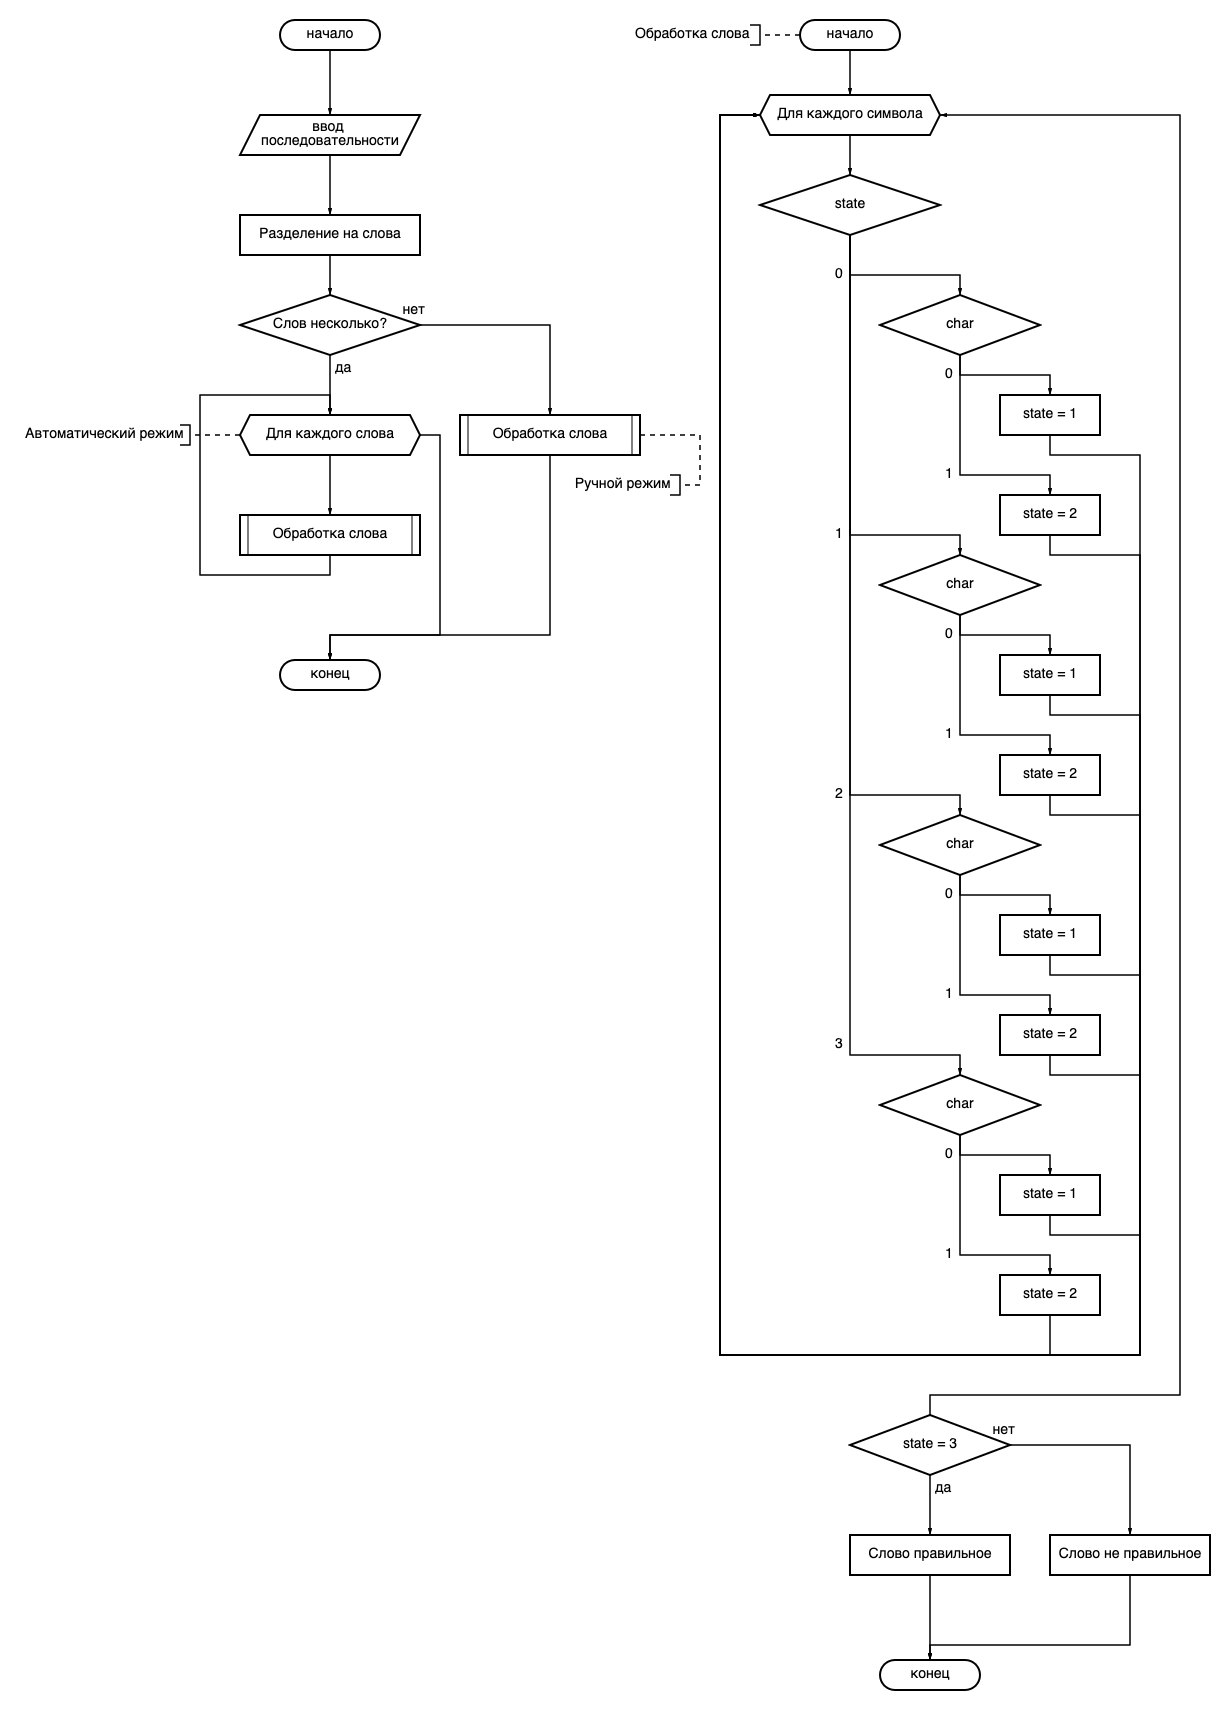 начало
ввод
последовательности
Разделение на слова
Слов несколько?
нет
да
Автоматический режим
Для каждого слова
Обработка слова
Ручной режим
Обработка слова
конец
Обработка слова
начало
Для каждого символа
state
0
char
0
state = 1
1
state = 2
1
char
0
state = 1
1
state = 2
2
char
0
state = 1
1
state = 2
3
char
0
state = 1
1
state = 2
state = 3
нет
да
Слово правильное
Слово не правильное
конец